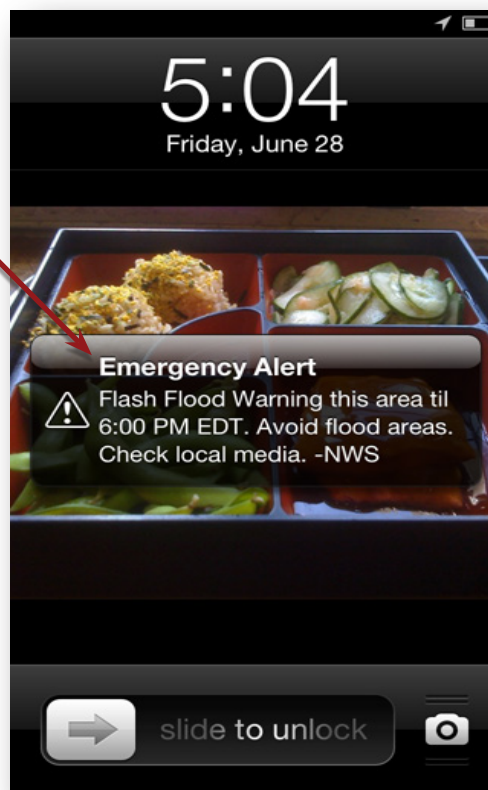 5:04
Friday, June 28
Emergency Alert
Flash Flood Warning this area til
6:00 PM EDT. Avoid flood areas.
Check local media. -NWS
slide to unlock